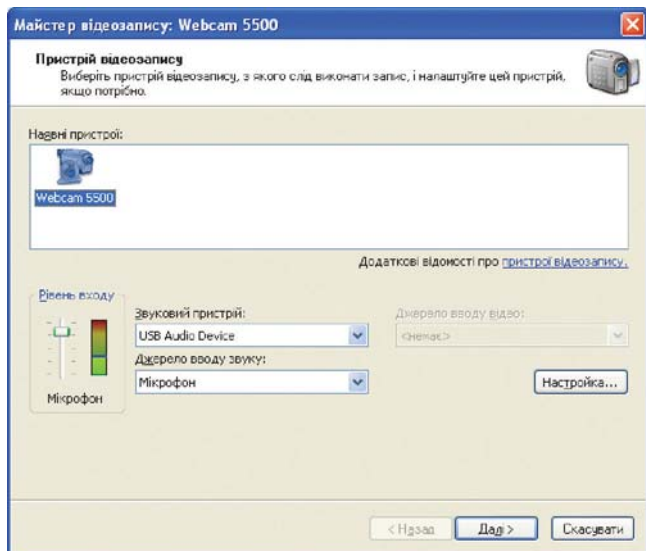 Майстер відеозапису: Webcam 5500
Пристрій відеозапису
Виберіть пристрій відеозапису, з якого слід виконати запис, і налаштуйте цей пристрій,
якщо потрібно.
Наявні пристрої:
Webcam 5500
Додаткові відомості про пристрої відеозапису.
Рівень входу
Мікрофон
Звуковий пристрій:
USB Audio Device
Джерело вводу звуку:
Мікрофон
Джерело вводу відео:
<немає>
Настройка...
< Назад
Далі >
Скасувати